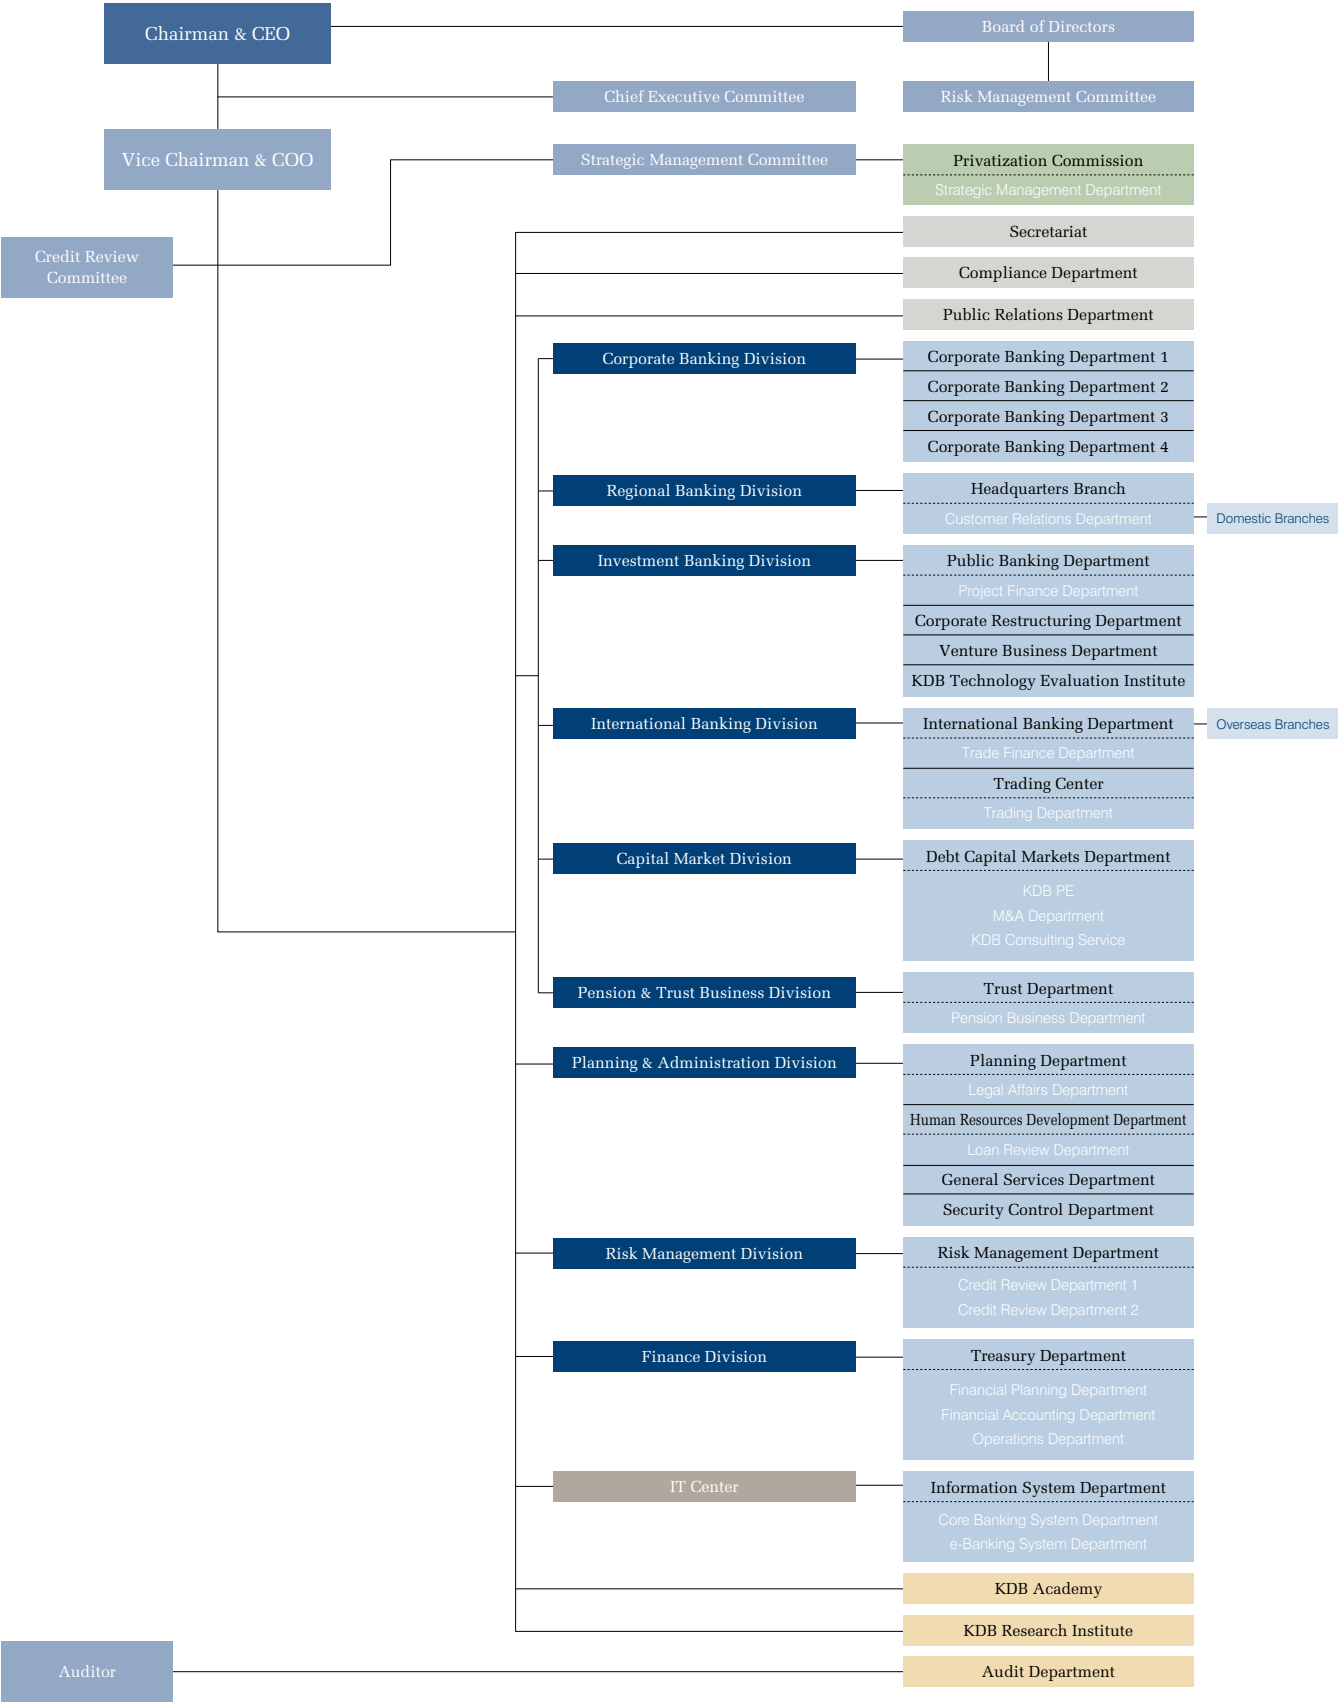 Chairman & CEO
Board of Directors
Chief Executive Committee
Risk Management Committee
Vice Chairman & COO
Strategic Management Committee
Privatization Commission
Strategic Management Department
Credit Review
Committee
Secretariat
Compliance Department
Public Relations Department
Corporate Banking Division
Corporate Banking Department 1
Corporate Banking Department 2
Corporate Banking Department 3
Corporate Banking Department 4
Regional Banking Division
Headquarters Branch
Customer Relations Department
Domestic Branches
Investment Banking Division
Public Banking Department
Project Finance Department
Corporate Restructuring Department
Venture Business Department
KDB Technology Evaluation Institute
International Banking Division
International Banking Department
Overseas Branches
Trade Finance Department
Trading Center
Trading Department
Capital Market Division
Debt Capital Markets Department
KDB PE
M&A Department
KDB Consulting Service
Pension & Trust Business Division
Trust Department
Pension Business Department
Planning & Administration Division
Planning Department
Legal Affairs Department
Human Resources Development Department
Loan Review Department
General Services Department
Security Control Department
Risk Management Division
Risk Management Department
Credit Review Department 1
Credit Review Department 2
Finance Division
Treasury Department
Financial Planning Department
Financial Accounting Department
Operations Department
IT Center
Information System Department
Core Banking System Department
e-Banking System Department
KDB Academy
KDB Research Institute
Auditor
Audit Department